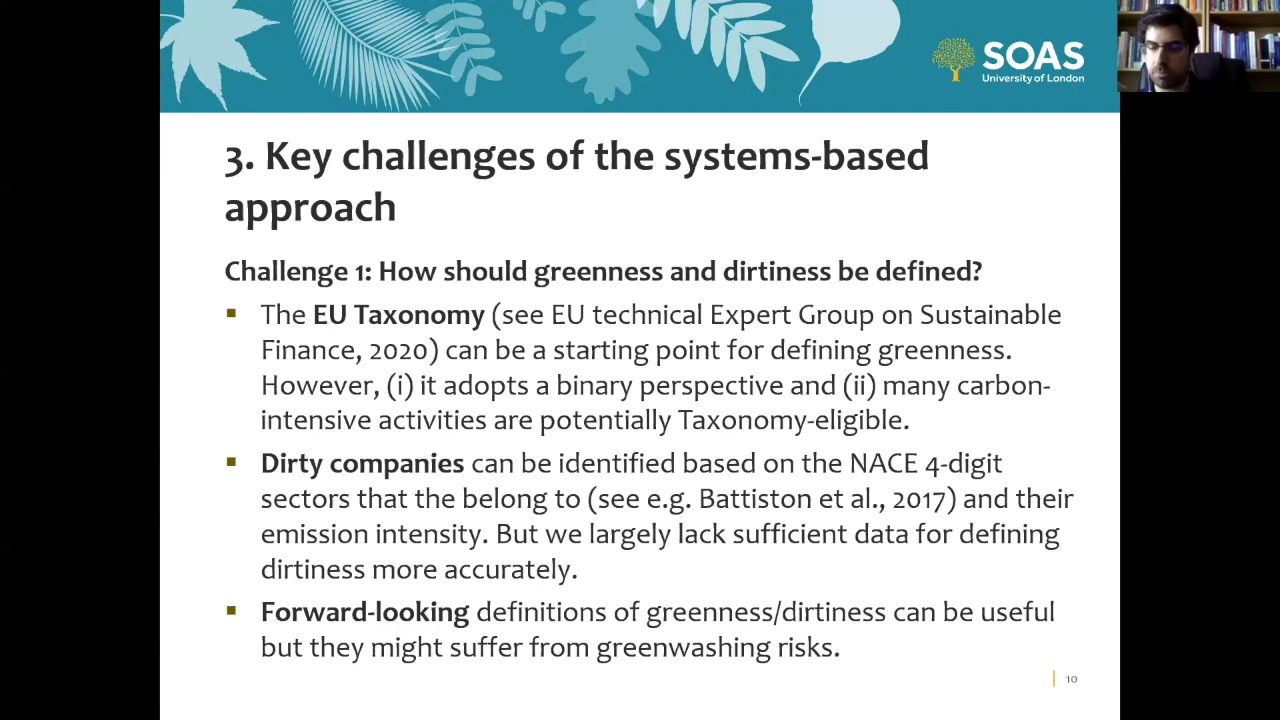 SOAS
University of London
3. Key challenges of the systems-based
approach
Challenge 1: How should greenness and dirtiness be defined?
▪ The EU Taxonomy (see EU technical Expert Group on Sustainable
Finance, 2020) can be a starting point for defining greenness.
However, (i) it adopts a binary perspective and (ii) many carbon-
intensive activities are potentially Taxonomy-eligible.
▪ Dirty companies can be identified based on the NACE 4-digit
sectors that the belong to (see e.g. Battiston et al., 2017) and their
emission intensity. But we largely lack sufficient data for defining
dirtiness more accurately.
▪ Forward-looking definitions of greenness/dirtiness can be useful
but they might suffer from greenwashing risks.
10